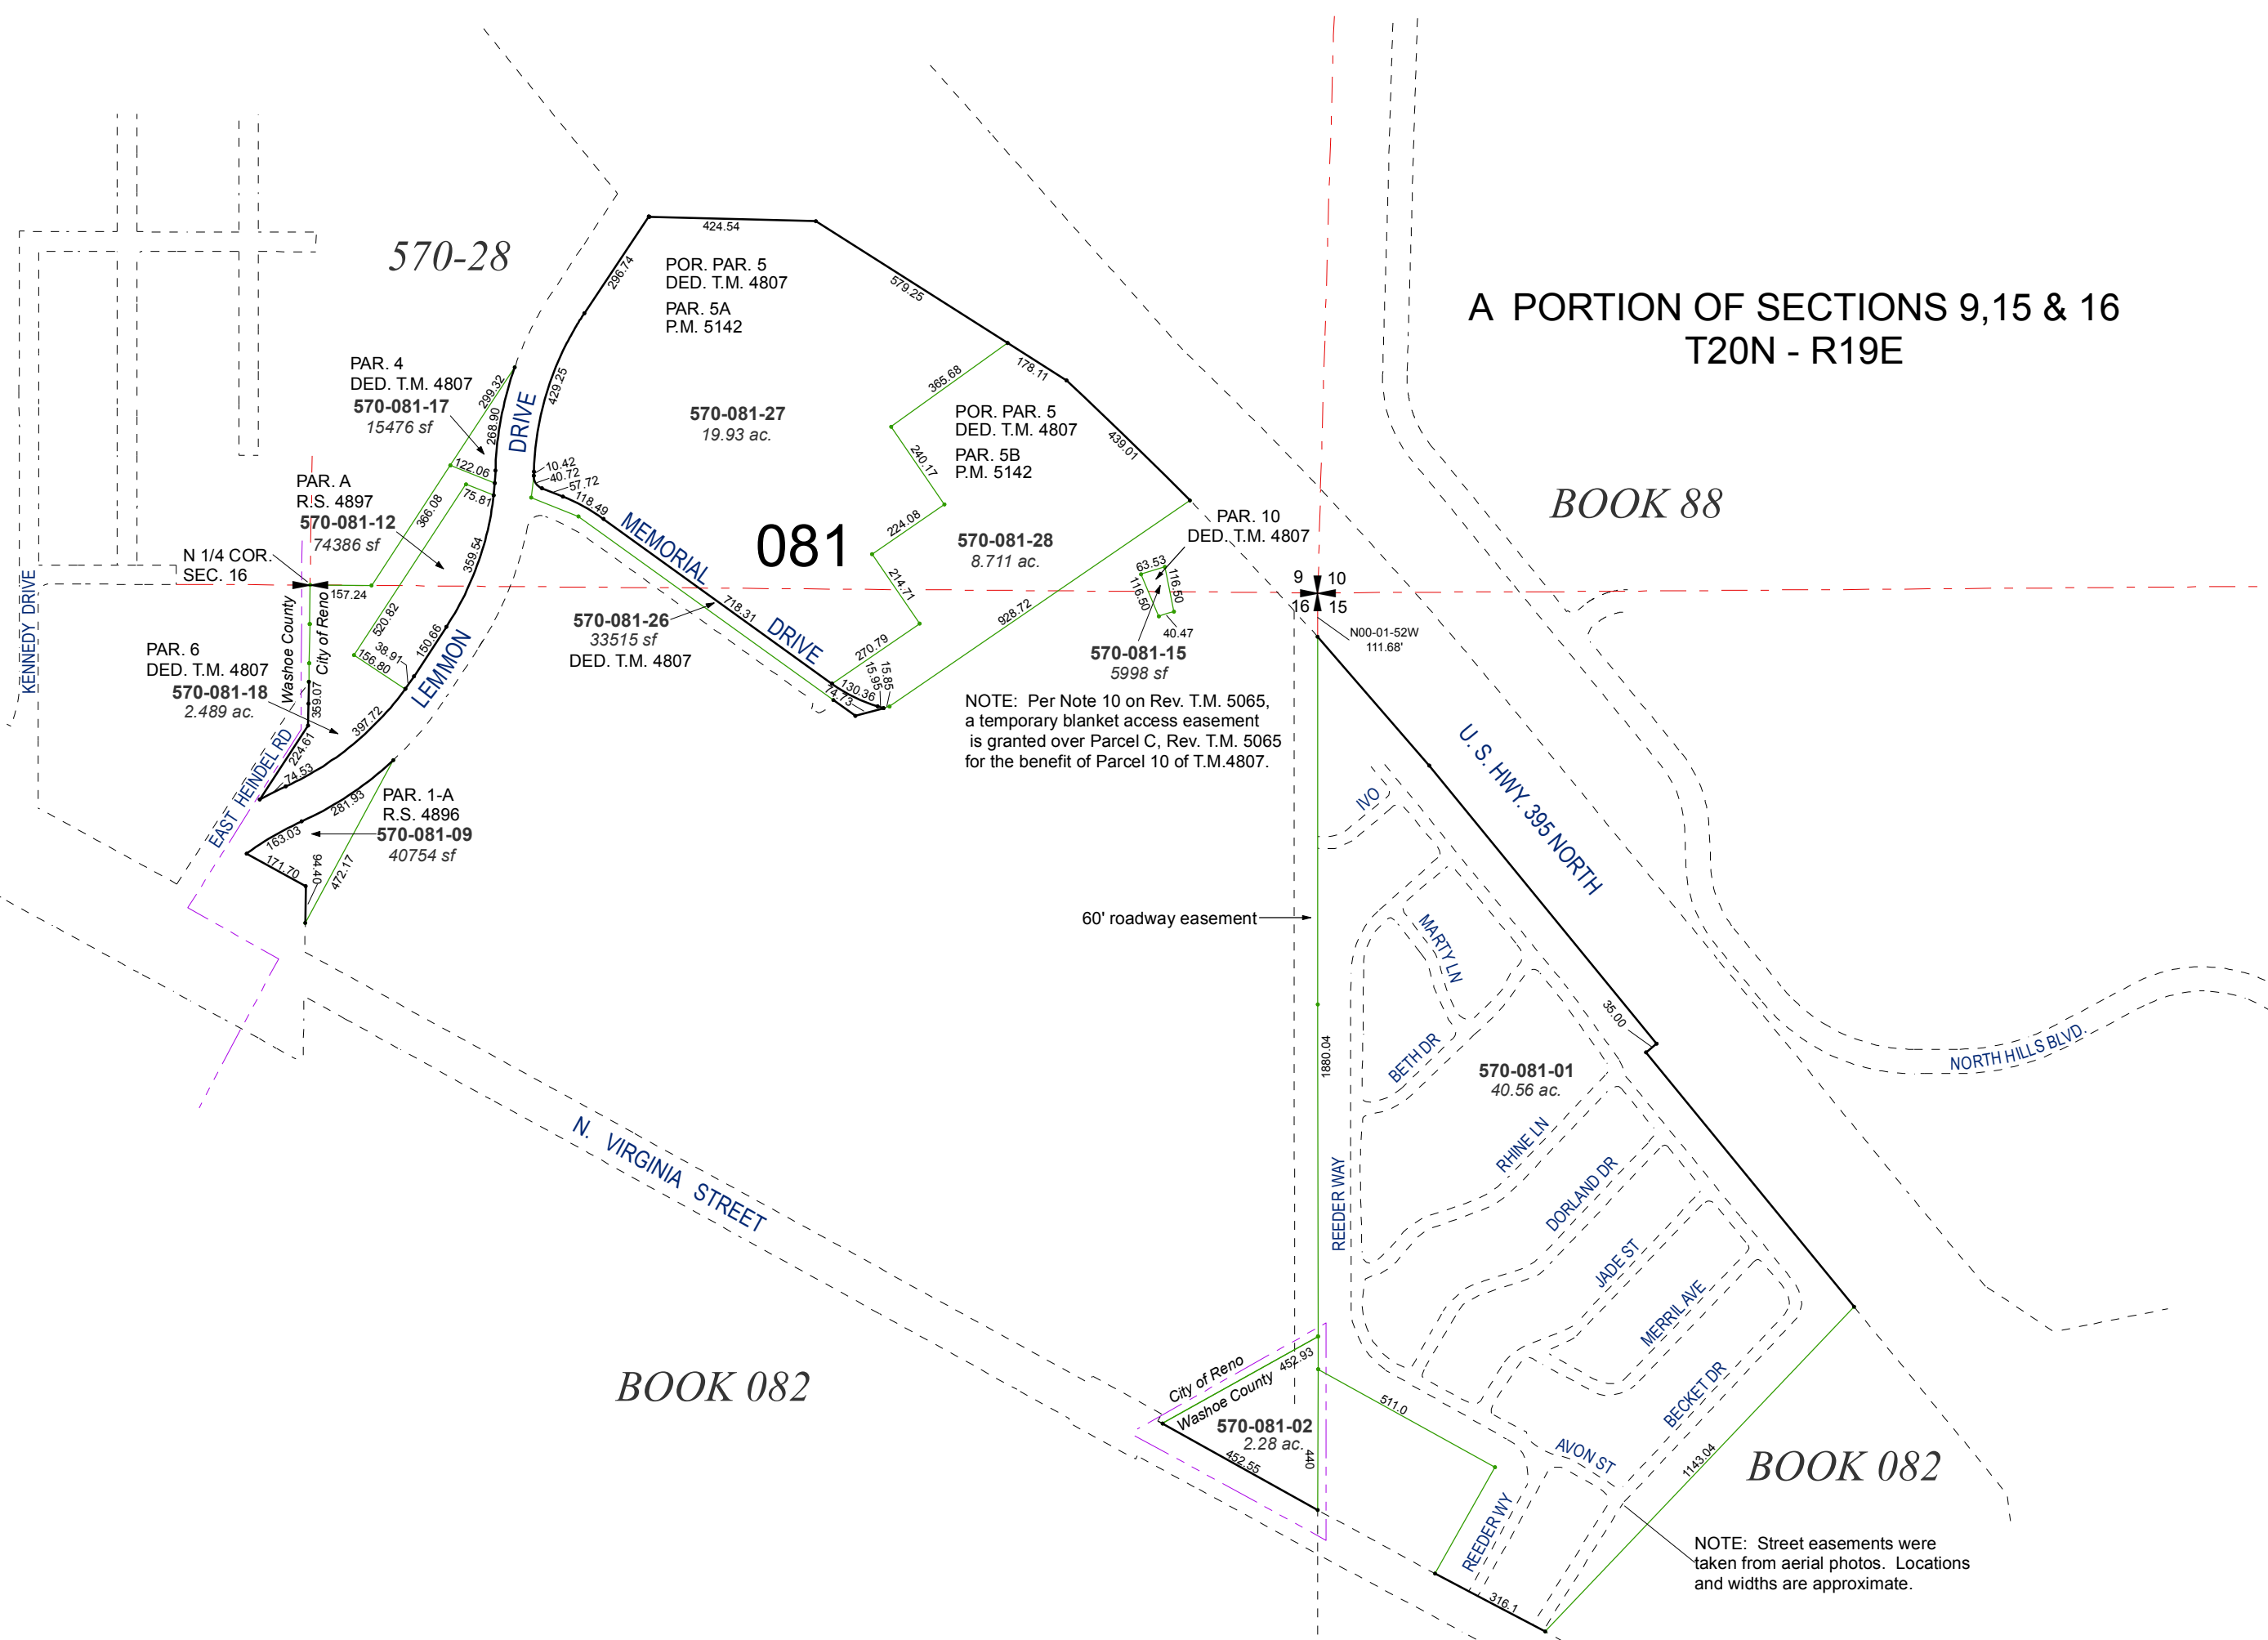 570-28
424.54
296.74
POR. PAR. 5
DED. T.M. 4807
PAR. 5A
P.M. 5142
579.25
A PORTION OF SECTIONS 9,15 & 16
T20N - R19E
PAR. 4
DED. T.M. 4807
570-081-17
15476 sf
299.32
268.90
DRIVE
429.25
570-081-27
19.93 ac.
365.68
178.11
POR. PAR. 5
DED. T.M. 4807
PAR. 5B
P.M. 5142
439.01
240.17
122.06
75.81
10.42
40.72
57.72
118.49
PAR. A
R.S. 4897
570-081-12
74386 sf
366.08
359.54
MEMORIAL
081
224.08
570-081-28
8.711 ac.
PAR. 10
DED. T.M. 4807
BOOK 88
N 1/4 COR.
SEC. 16
157.24
KENNEDY DRIVE
Washoe County
City of Reno
520.82
214.71
63.53
116.50
116.50
40.47
9
10
16
15
N00-01-52W
111.68'
718.31
DRIVE
928.72
570-081-26
33515 sf
DED. T.M. 4807
570-081-15
5998 sf
PAR. 6
DED. T.M. 4807
570-081-18
2.489 ac.
156.80
38.91
150.66
LEMMON
359.07
397.72
270.79
130.36
15.95
15.85
74.73
NOTE: Per Note 10 on Rev. T.M. 5065,
a temporary blanket access easement
is granted over Parcel C, Rev. T.M. 5065
for the benefit of Parcel 10 of T.M.4807.
224.61
74.53
EAST HEINDEL RD
281.93
163.03
171.70
94.40
472.17
PAR. 1-A
R.S. 4896
570-081-09
40754 sf
U. S. HWY. 395 NORTH
IVO
60' roadway easement
MARTY LN
35.00
1880.04
BETH DR
570-081-01
40.56 ac.
NORTH HILLS BLVD.
N. VIRGINIA STREET
REEDER WAY
RHINE LN
DORLAND DR
JADE ST
MERRIL AVE
BECKET DR
BOOK 082
City of Reno
452.93
Washoe County
570-081-02
2.28 ac.
440
452.55
511.0
AVON ST
1143.04
BOOK 082
REEDER WY
316.1
NOTE: Street easements were
taken from aerial photos. Locations
and widths are approximate.